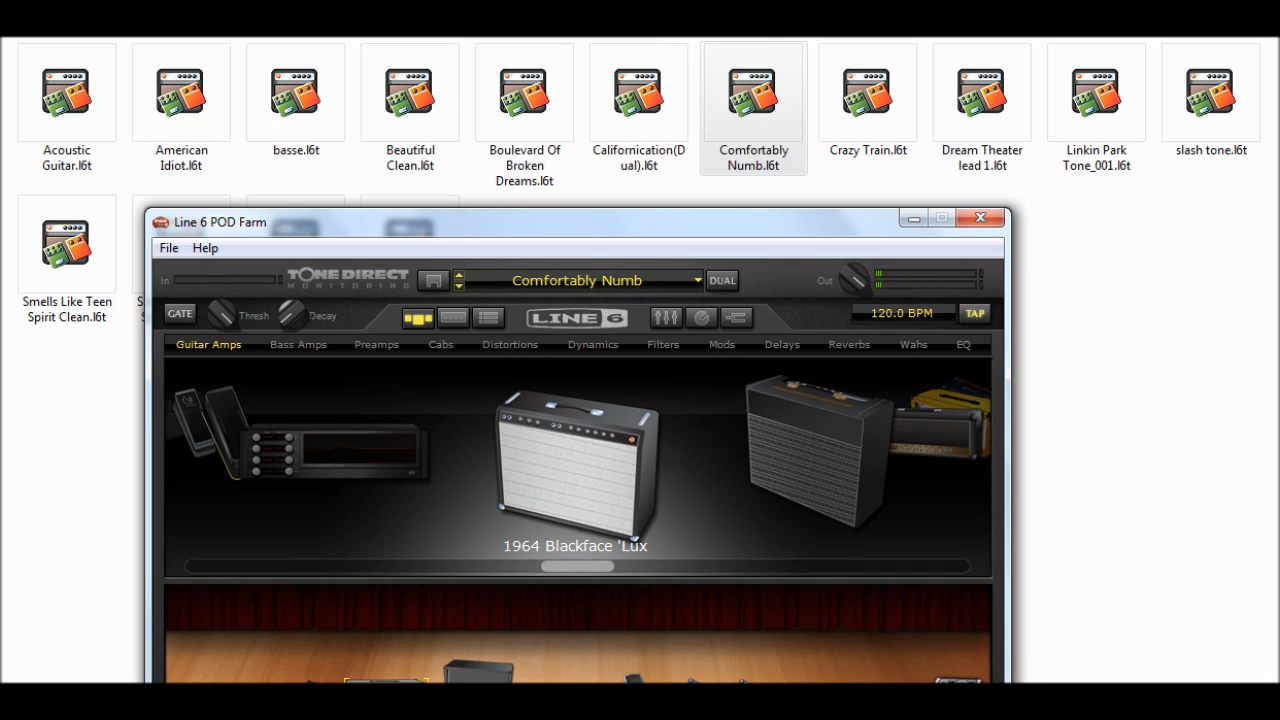 Acoustic
Guitar.l6t
American
Idiot.l6t
basse.l6t
Beautiful
Clean.l6t
Boulevard Of
Broken
Dreams.l6t
Californication(D
ual).l6t
Comfortably
Numb.l6t
Crazy Train.l6t
Dream Theater
lead 1.l6t
Linkin Park
Tone_001.l6t
slash tone.l6t
Smells Like Teen
Spirit Clean.l6t
Line 6 POD Farm
File Help
In
TONE DIRECT
MONITORING
Comfortably Numb
DUAL
Out
GATE
Thresh
Decay
LINE 6
120.0 BPM
TAP
Guitar Amps Bass Amps Preamps Cabs Distortions Dynamics Filters Mods Delays Reverbs Wahs EQ
1964 Blackface 'Lux